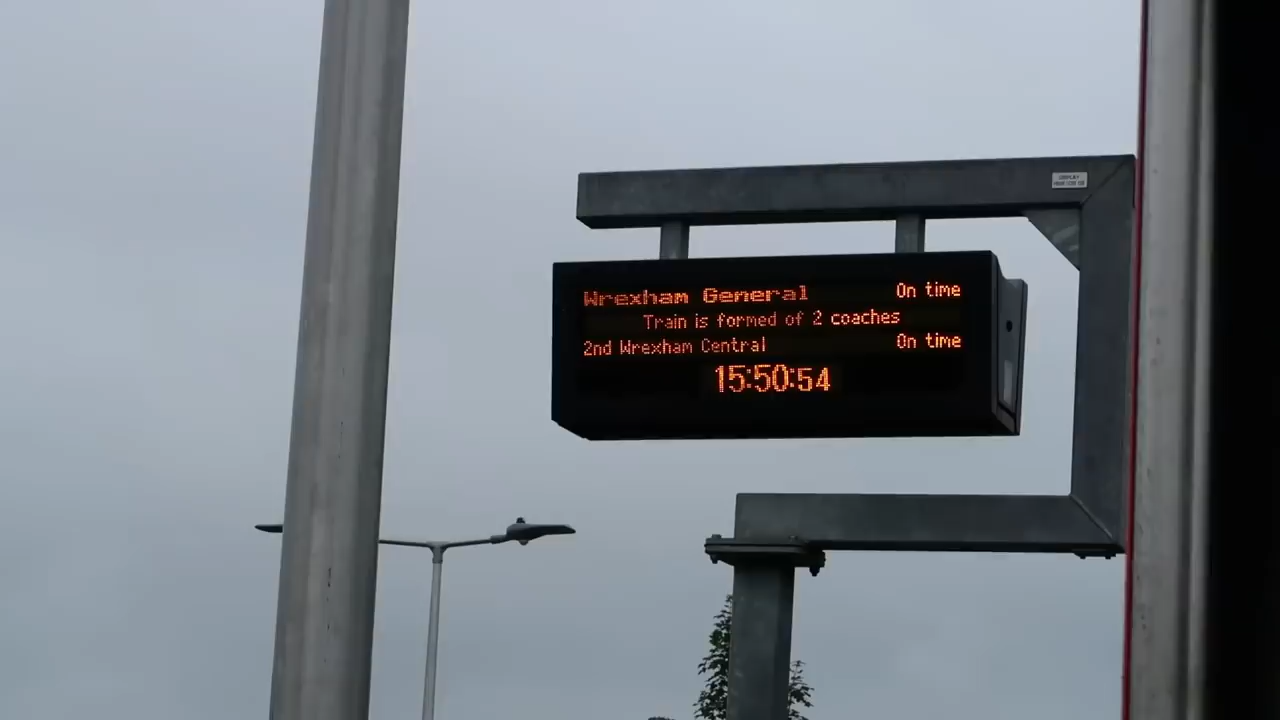 Wrexham General On time
Train is formed of 2 coaches
2nd Wrexham Central On time
15:50:54